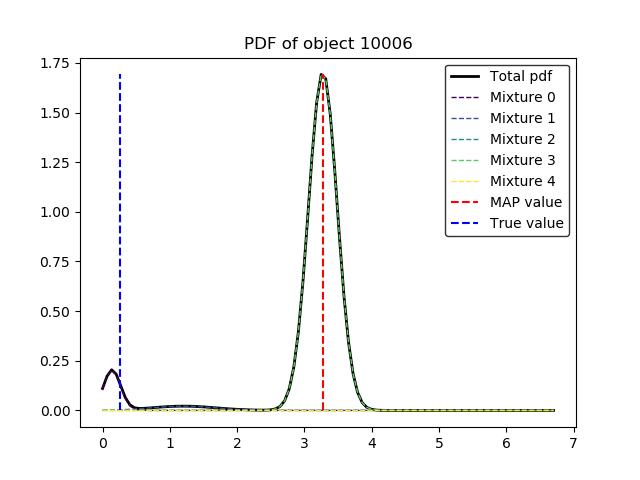 PDF of object 10006
1.75
1.50
1.25
1.00
0.75
0.50
0.25
0.00
Total pdf
Mixture 0
Mixture 1
Mixture 2
Mixture 3
Mixture 4
MAP value
True value
0 1 2 3 4 5 6 7